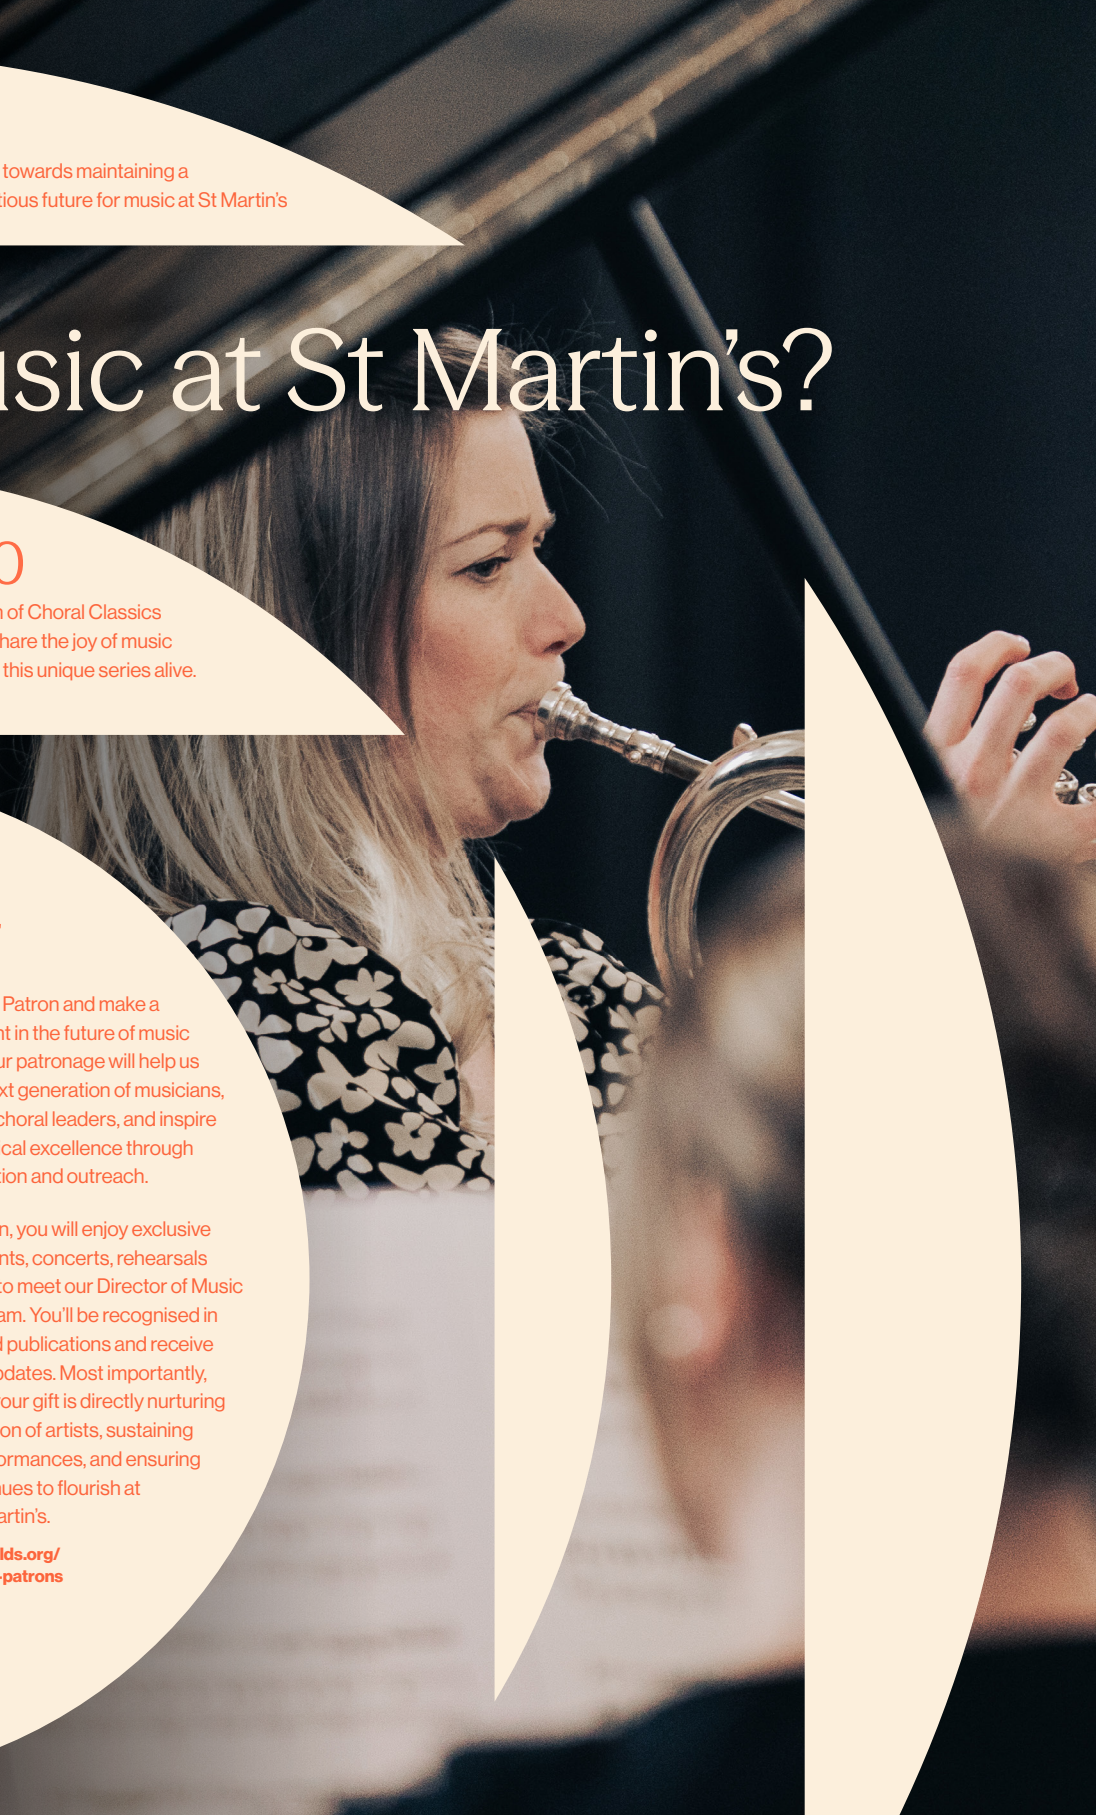 towards maintaining a
tious future for music at St Martin's
usic at St Martin's?
0
n of Choral Classics
hare the joy of music
this unique series alive.
Patron and make a
nt in the future of music
ur patronage will help us
xt generation of musicians,
choral leaders, and inspire
ical excellence through
tion and outreach.
n, you will enjoy exclusive
nts, concerts, rehearsals
to meet our Director of Music
am. You'll be recognised in
d publications and receive
pdates. Most importantly,
your gift is directly nurturing
on of artists, sustaining
ormances, and ensuring
nues to flourish at
artin's.
lds.org/
-patrons